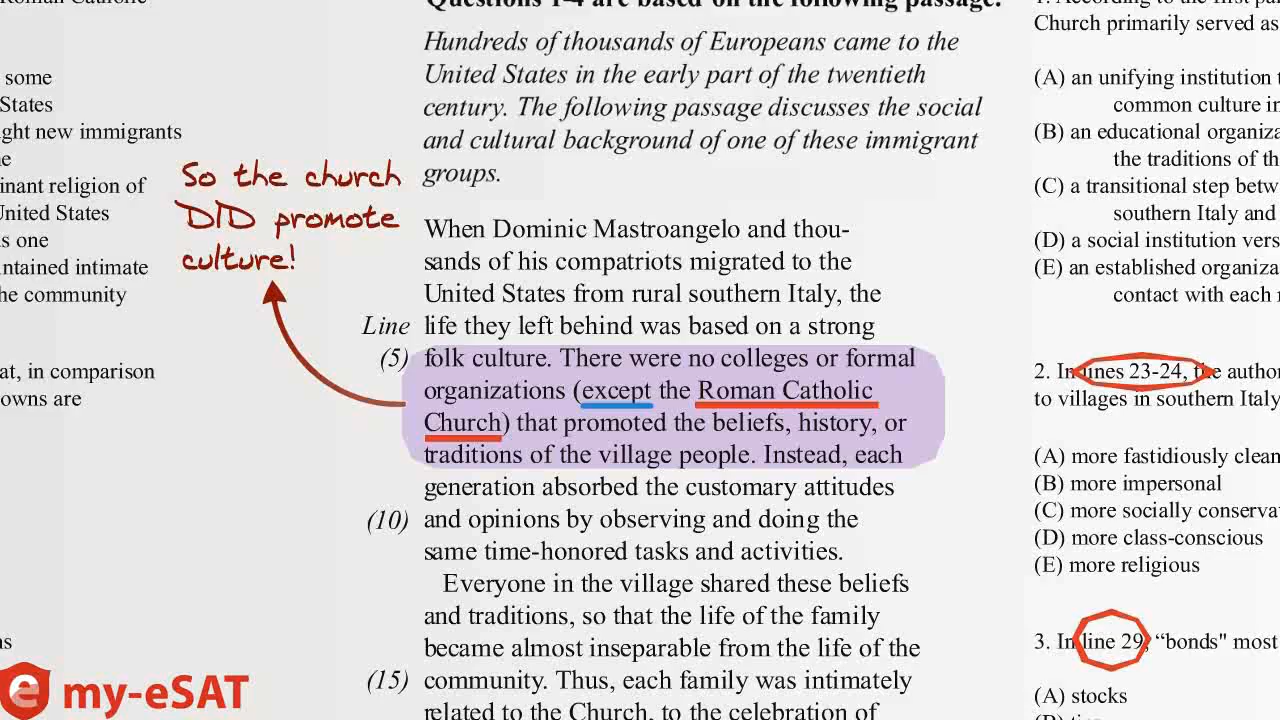 some
States
ght new immigrants
inant religion of
United States
s one
ntained intimate
he community
at, in comparison
owns are
So the church
DID promote
culture!
my-eSAT
Questions 1-4 are based on the following passage.
Hundreds of thousands of Europeans came to the
United States in the early part of the twentieth
century. The following passage discusses the social
and cultural background of one of these immigrant
groups.
When Dominic Mastroangelo and thou-
sands of his compatriots migrated to the
United States from rural southern Italy, the
Line life they left behind was based on a strong
(5) folk culture. There were no colleges or formal
organizations (except the Roman Catholic
Church) that promoted the beliefs, history, or
traditions of the village people. Instead, each
generation absorbed the customary attitudes
(10) and opinions by observing and doing the
same time-honored tasks and activities.
Everyone in the village shared these beliefs
and traditions, so that the life of the family
became almost inseparable from the life of the
(15) community. Thus, each family was intimately
related to the Church, to the celebration of
1. According to the first pa
Church primarily served as
(A) an unifying institution t
common culture in
(B) an educational organiza
the traditions of th
(C) a transitional step betw
southern Italy and
(D) a social institution vers
(E) an established organiza
contact with each
2. In lines 23-24, the author
to villages in southern Italy
(A) more fastidiously clean
(B) more impersonal
(C) more socially conserva
(D) more class-conscious
(E) more religious
3. In line 29, “bonds" most
(A) stocks